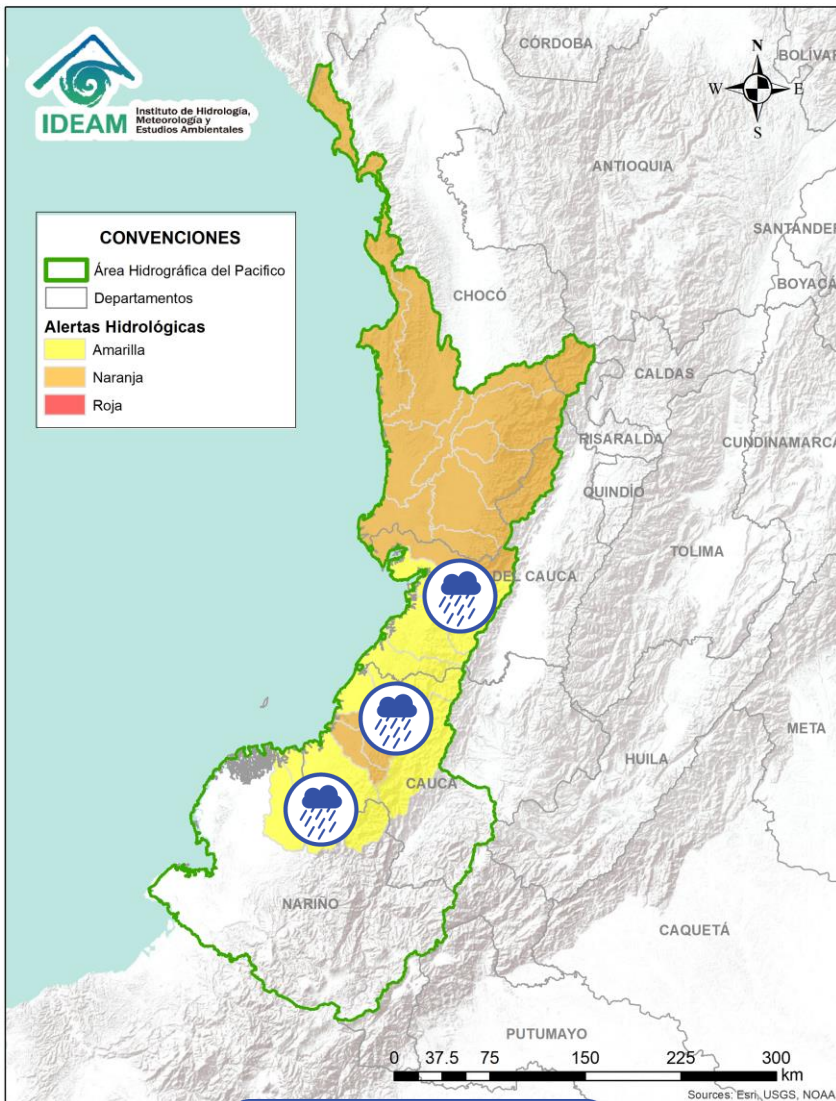 CÓRDOBA
BOLÍVAR
IDEAM
Instituto de Hidrología,
Meteorología y
Estudios Ambientales
N
W E
S
ANTIOQUIA
SANTANDER
CONVENCIONES
Área Hidrográfica del Pacifico
Departamentos
Alertas Hidrológicas
Amarilla
Naranja
Roja
BOYACÁ
CHOCÓ
CALDAS
RISARALDA
CUNDINAMARCA
QUINDÍO
TOLIMA
DEL CAUCA
META
HUILA
CAUCA
NARIÑO
CAQUETÁ
PUTUMAYO
0 37.5 75 150 225 300
km
Sources: Esri, USGS, NOAA